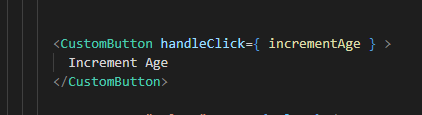 <CustomButton handleClick={ incrementAge } >
Increment Age
</CustomButton>